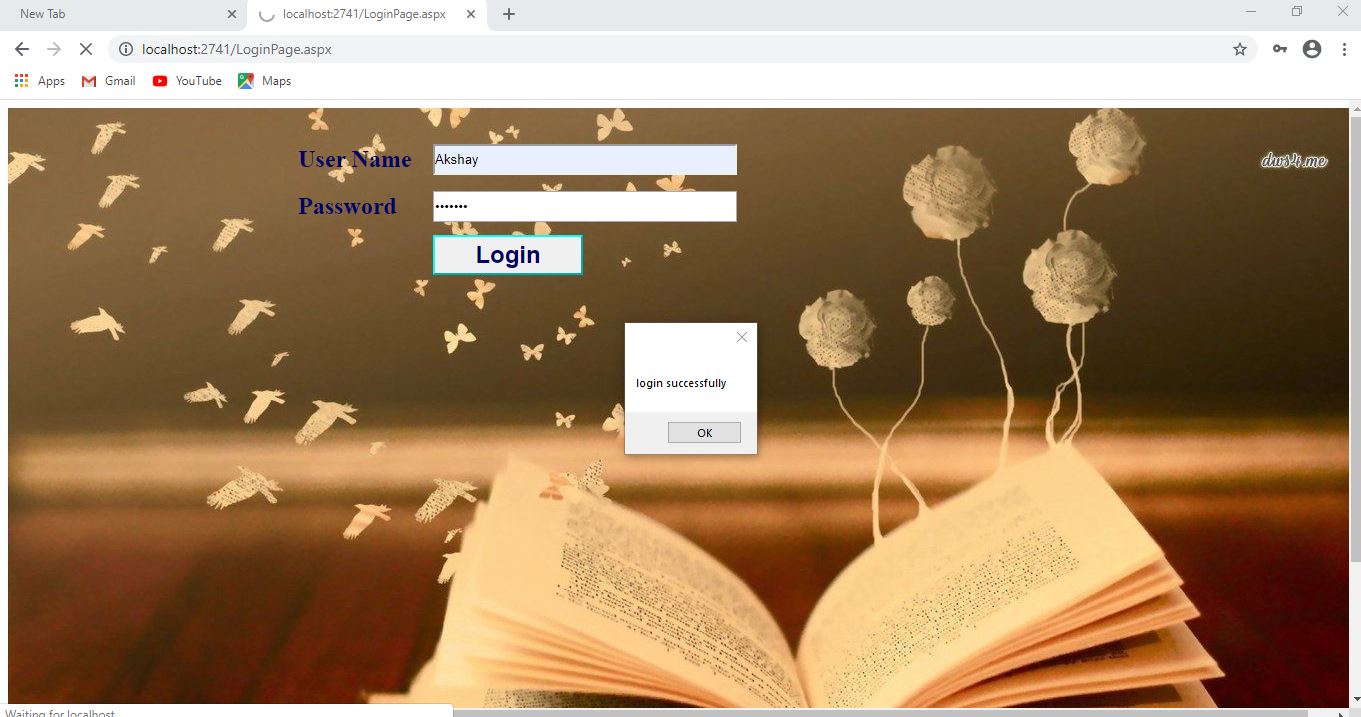 New Tab
localhost:2741/LoginPage.aspx
localhost:2741/LoginPage.aspx
Apps
Gmail
YouTube
Maps
User Name
Akshay
dws4.me
Password
•••••••
Login
login successfully
OK
Waiting for localhost